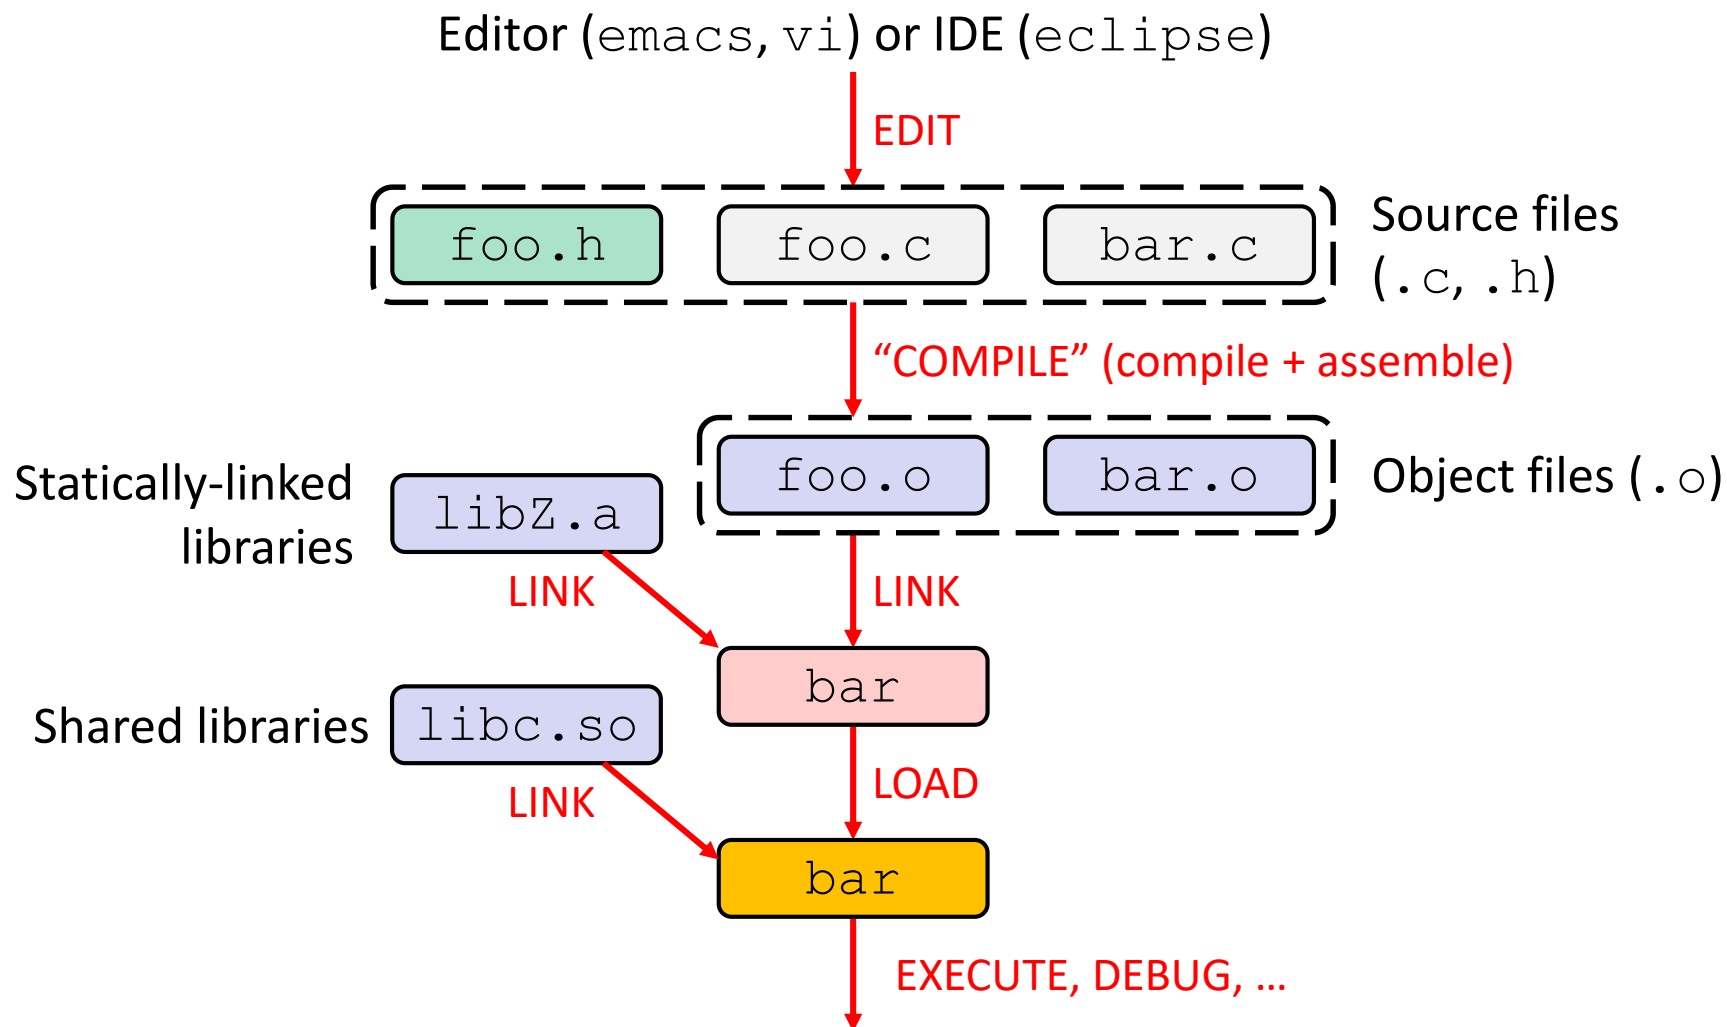 Editor (emacs, vi) or IDE (eclipse)
EDIT
foo.h
foo.c
bar.c
Source files
(.c, .h)
“COMPILE” (compile + assemble)
foo.o
bar.o
Object files (.o)
Statically-linked
libraries
libZ.a
LINK
LINK
bar
Shared libraries
libc.so
LINK
LOAD
bar
EXECUTE, DEBUG, …